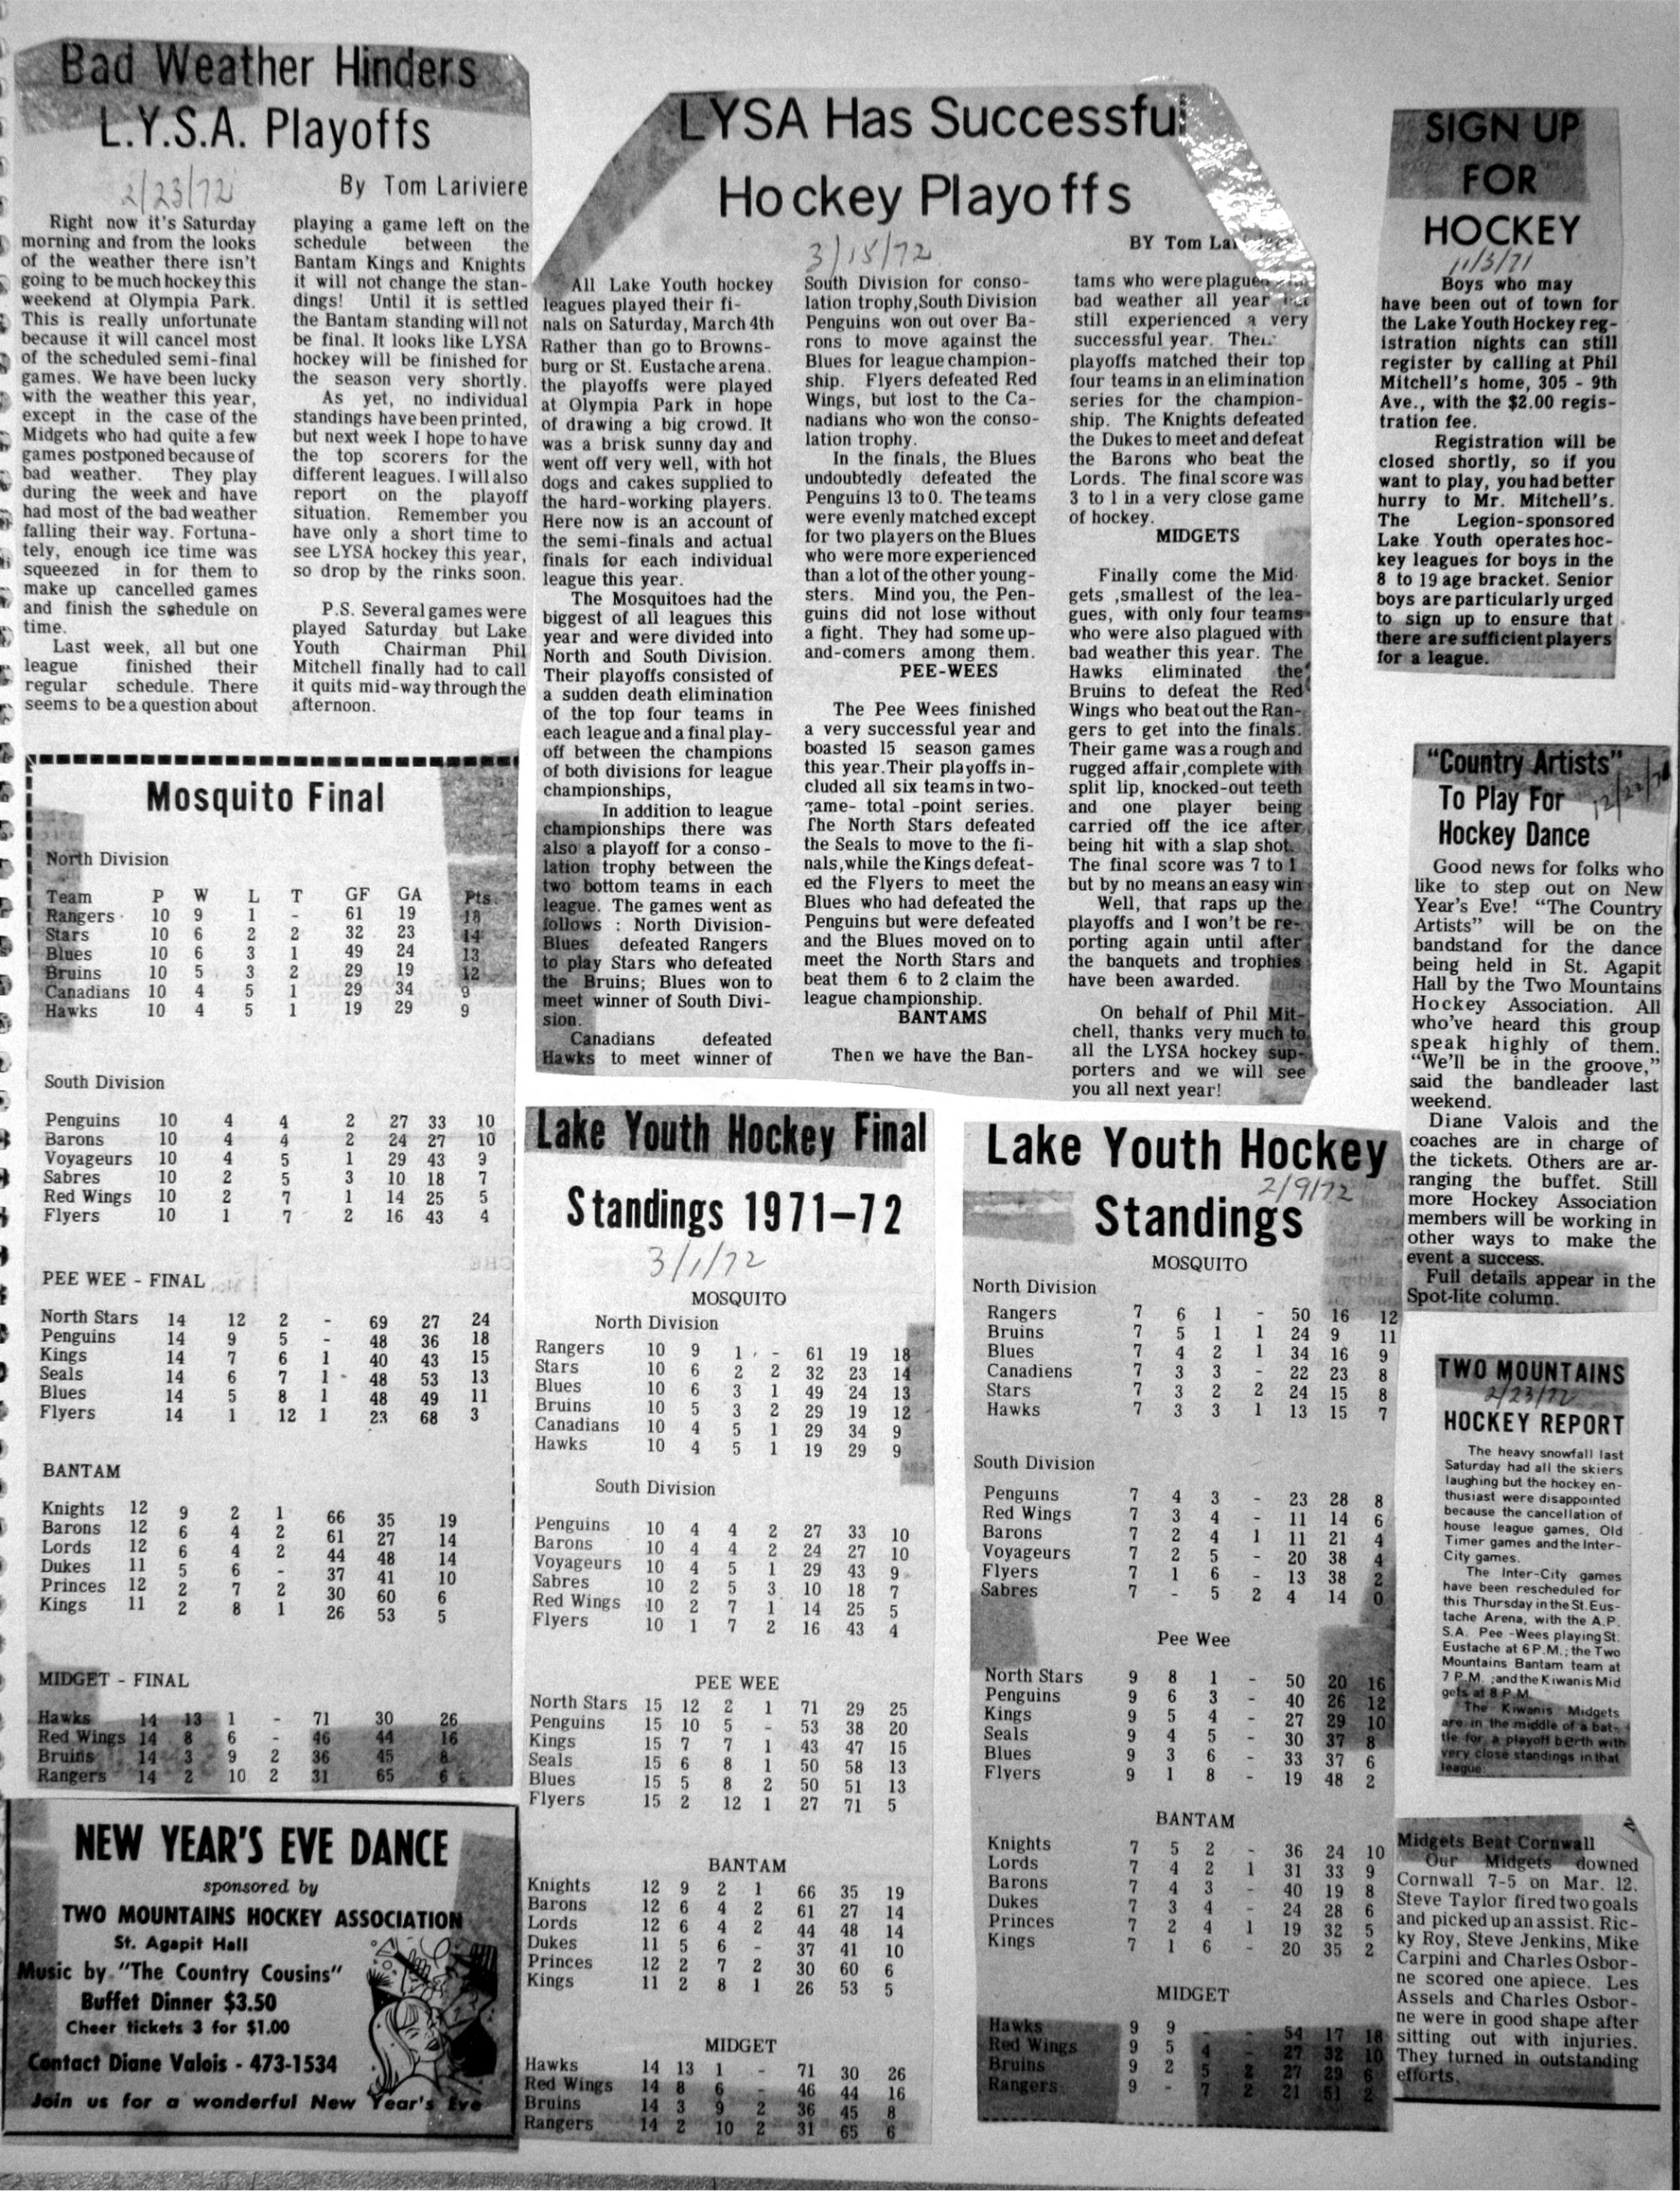 Bad Weather Hinders
L.Y.S.A. Playoffs
2/23/72
By Tom Lariviere
Right now it's Saturday
morning and from the looks
of the weather there isn't
going to be much hockey this
weekend at Olympia Park.
This is really unfortunate
because it will cancel most
of the scheduled semi-final
games. We have been lucky
with the weather this year,
except in the case of the
Midgets who had quite a few
games postponed because of
bad weather. They play
during the week and have
had most of the bad weather
falling their way. Fortuna-
tely, enough ice time was
squeezed in for them to
make up cancelled games
and finish the schedule on
time.
Last week, all but one
league finished their
regular schedule. There
seems to be a question about
playing a game left on the
schedule between the
Bantam Kings and Knights
it will not change the stan-
dings! Until it is settled
the Bantam standing will not
be final. It looks like LYSA
hockey will be finished for
the season very shortly.
As yet, no individual
standings have been printed,
but next week I hope to have
the top scorers for the
different leagues. I will also
report on the playoff
situation. Remember you
have only a short time to
see LYSA hockey this year,
so drop by the rinks soon.
P.S. Several games were
played Saturday but Lake
Youth Chairman Phil
Mitchell finally had to call
it quits mid-way through the
afternoon.
Mosquito Final
North Division
Team P W L T GF GA Pts.
Rangers 10 9 1 - 61 19 18
Stars 10 6 2 2 32 23 14
Blues 10 6 3 1 49 24 13
Bruins 10 5 3 2 29 19 12
Canadians 10 4 5 1 29 34 9
Hawks 10 4 5 1 19 29 9
South Division
Penguins 10 4 4 2 27 33 10
Barons 10 4 4 2 24 27 10
Voyageurs 10 4 5 1 29 43 9
Sabres 10 2 5 3 10 18 7
Red Wings 10 2 7 1 14 25 5
Flyers 10 1 7 2 16 43 4
PEE WEE - FINAL
North Stars 14 12 2 - 69 27 24
Penguins 14 9 5 - 48 36 18
Kings 14 7 6 1 40 43 15
Seals 14 6 7 1 48 53 13
Blues 14 5 8 1 48 49 11
Flyers 14 1 12 1 23 68 3
BANTAM
Knights 12 9 2 1 66 35 19
Barons 12 6 4 2 61 27 14
Lords 12 6 4 2 44 48 14
Dukes 11 5 6 - 37 41 10
Princes 12 2 7 2 30 60 6
Kings 11 2 8 1 26 53 5
MIDGET - FINAL
Hawks 14 13 1 - 71 30 26
Red Wings 14 8 6 - 46 44 16
Bruins 14 3 9 2 36 45 8
Rangers 14 2 10 2 31 65 6
NEW YEAR'S EVE DANCE
sponsored by
TWO MOUNTAINS HOCKEY ASSOCIATION
St. Agapit Hall
Music by "The Country Cousins"
Buffet Dinner $3.50
Cheer tickets 3 for $1.00
Contact Diane Valois - 473-1534
Join us for a wonderful New Year's Eve
LYSA Has Successful
Hockey Playoffs
3/15/72
BY Tom
All Lake Youth hockey
leagues played their fi-
nals on Saturday, March 4th
Rather than go to Browns-
burg or St. Eustache arena.
the playoffs were played
at Olympia Park in hope
of drawing a big crowd. It
was a brisk sunny day and
went off very well, with hot
dogs and cakes supplied to
the hard-working players.
Here now is an account of
the semi-finals and actual
finals for each individual
league this year.
The Mosquitoes had the
biggest of all leagues this
year and were divided into
North and South Division.
Their playoffs consisted of
a sudden death elimination
of the top four teams in
each league and a final play-
off between the champions
of both divisions for league
championships,
In addition to league
championships there was
also a playoff for a conso-
lation trophy between the
two bottom teams in each
league. The games went as
follows : North Division-
Blues defeated Rangers
to play Stars who defeated
the Bruins; Blues won to
meet winner of South Divi-
sion.
Canadians defeated
Hawks to meet winner of
South Division for conso-
lation trophy,South Division
Penguins won out over Ba-
rons to move against the
Blues for league champion-
ship. Flyers defeated Red
Wings, but lost to the Ca-
nadians who won the conso-
lation trophy.
In the finals, the Blues
undoubtedly defeated the
Penguins 13 to 0. The teams
were evenly matched except
for two players on the Blues
who were more experienced
than a lot of the other young-
sters. Mind you, the Pen-
guins did not lose without
a fight. They had some up-
and-comers among them.
PEE-WEES
The Pee Wees finished
a very successful year and
boasted 15 season games
this year.Their playoffs in-
cluded all six teams in two-
game- total -point series.
The North Stars defeated
the Seals to move to the fi-
nals,while the Kings defeat-
ed the Flyers to meet the
Blues who had defeated the
Penguins but were defeated
and the Blues moved on to
meet the North Stars and
beat them 6 to 2 claim the
league championship.
BANTAMS
Then we have the Ban-
tams who were plagued
bad weather all year
still experienced a very
successful year. Their
playoffs matched their top
four teams in an elimination
series for the champion-
ship. The Knights defeated
the Dukes to meet and defeat
the Barons who beat the
Lords. The final score was
3 to 1 in a very close game
of hockey.
MIDGETS
Finally come the Mid-
gets ,smallest of the lea-
gues, with only four teams
who were also plagued with
bad weather this year. The
Hawks eliminated the
Bruins to defeat the Red
Wings who beat out the Ran-
gers to get into the finals.
Their game was a rough and
rugged affair,complete with
split lip, knocked-out teeth
and one player being
carried off the ice after
being hit with a slap shot.
The final score was 7 to 1
but by no means an easy win
Well, that raps up the
playoffs and I won't be re-
porting again until after
the banquets and trophies
have been awarded.
On behalf of Phil Mit-
chell, thanks very much to
all the LYSA hockey sup-
porters and we will see
you all next year!
Lake Youth Hockey Final
Standings 1971-72
3/1/72
MOSQUITO
North Division
Rangers 10 9 1 - 61 19 18
Stars 10 6 2 2 32 23 14
Blues 10 6 3 1 49 24 13
Bruins 10 5 3 2 29 19 12
Canadians 10 4 5 1 29 34 9
Hawks 10 4 5 1 19 29 9
South Division
Penguins 10 4 4 2 27 33 10
Barons 10 4 4 2 24 27 10
Voyageurs 10 4 5 1 29 43 9
Sabres 10 2 5 3 10 18 7
Red Wings 10 2 7 1 14 25 5
Flyers 10 1 7 2 16 43 4
PEE WEE
North Stars 15 12 2 1 71 29 25
Penguins 15 10 5 - 53 38 20
Kings 15 7 7 1 43 47 15
Seals 15 6 8 1 50 58 13
Blues 15 5 8 2 50 51 13
Flyers 15 2 12 1 27 71 5
BANTAM
Knights 12 9 2 1 66 35 19
Barons 12 6 4 2 61 27 14
Lords 12 6 4 2 44 48 14
Dukes 11 5 6 - 37 41 10
Princes 12 2 7 2 30 60 6
Kings 11 2 8 1 26 53 5
MIDGET
Hawks 14 13 1 - 71 30 26
Red Wings 14 8 6 - 46 44 16
Bruins 14 3 9 2 36 45 8
Rangers 14 2 10 2 31 65 6
Lake Youth Hockey
2/9/72
Standings
MOSQUITO
North Division
Rangers 7 6 1 - 50 16 12
Bruins 7 5 1 1 24 9 11
Blues 7 4 2 1 34 16 9
Canadiens 7 3 3 - 22 23 8
Stars 7 3 2 2 24 15 8
Hawks 7 3 3 1 13 15 7
South Division
Penguins 7 4 3 - 23 28 8
Red Wings 7 3 4 - 11 14 6
Barons 7 2 4 1 11 21 4
Voyageurs 7 2 5 - 20 38 4
Flyers 7 1 6 - 13 38 2
Sabres 7 - 5 2 4 14 0
Pee Wee
North Stars 9 8 1 - 50 20 16
Penguins 9 6 3 - 40 26 12
Kings 9 5 4 - 27 29 10
Seals 9 4 5 - 30 37 8
Blues 9 3 6 - 33 37 6
Flyers 9 1 8 - 19 48 2
BANTAM
Knights 7 5 2 - 36 24 10
Lords 7 4 2 1 31 33 9
Barons 7 4 3 - 40 19 8
Dukes 7 3 4 - 24 28 6
Princes 7 2 4 1 19 32 5
Kings 7 1 6 - 20 35 2
MIDGET
Hawks 9 9 - - 54 17 18
Red Wings 9 5 4 - 27 32 10
Bruins 9 2 5 2 27 29 6
Rangers 9 - 7 2 21 51 2
SIGN UP
FOR
HOCKEY
11/3/71
Boys who may
have been out of town for
the Lake Youth Hockey reg-
istration nights can still
register by calling at Phil
Mitchell's home, 305 - 9th
Ave., with the $2.00 regis-
tration fee.
Registration will be
closed shortly, so if you
want to play, you had better
hurry to Mr. Mitchell's.
The Legion-sponsored
Lake Youth operates hoc-
key leagues for boys in the
8 to 19 age bracket. Senior
boys are particularly urged
to sign up to ensure that
there are sufficient players
for a league.
"Country Artists"
To Play For
Hockey Dance
Good news for folks who
like to step out on New
Year's Eve! "The Country
Artists" will be on the
bandstand for the dance
being held in St. Agapit
Hall by the Two Mountains
Hockey Association. All
who've heard this group
speak highly of them.
"We'll be in the groove,"
said the bandleader last
weekend.
Diane Valois and the
coaches are in charge of
the tickets. Others are ar-
ranging the buffet. Still
more Hockey Association
members will be working in
other ways to make the
event a success.
Full details appear in the
Spot-lite column.
TWO MOUNTAINS
2/23/72
HOCKEY REPORT
The heavy snowfall last
Saturday had all the skiers
laughing but the hockey en-
thusiast were disappointed
because the cancellation of
house league games, Old
Timer games and the Inter-
City games.
The Inter-City games
have been rescheduled for
this Thursday in the St. Eus-
tache Arena, with the A.P.
S.A. Pee -Wees playing St.
Eustache at 6 P.M.; the Two
Mountains Bantam team at
7 P.M. ;and the Kiwanis Mid
gets at 8 P.M.
The Kiwanis Midgets
are in the middle of a bat-
tle for a playoff berth with
very close standings in that
league.
Midgets Beat Cornwall
Our Midgets downed
Cornwall 7-5 on Mar. 12.
Steve Taylor fired two goals
and picked up an assist. Ric-
ky Roy, Steve Jenkins, Mike
Carpini and Charles Osbor-
ne scored one apiece. Les
Assels and Charles Osbor-
ne were in good shape after
sitting out with injuries.
They turned in outstanding
efforts.